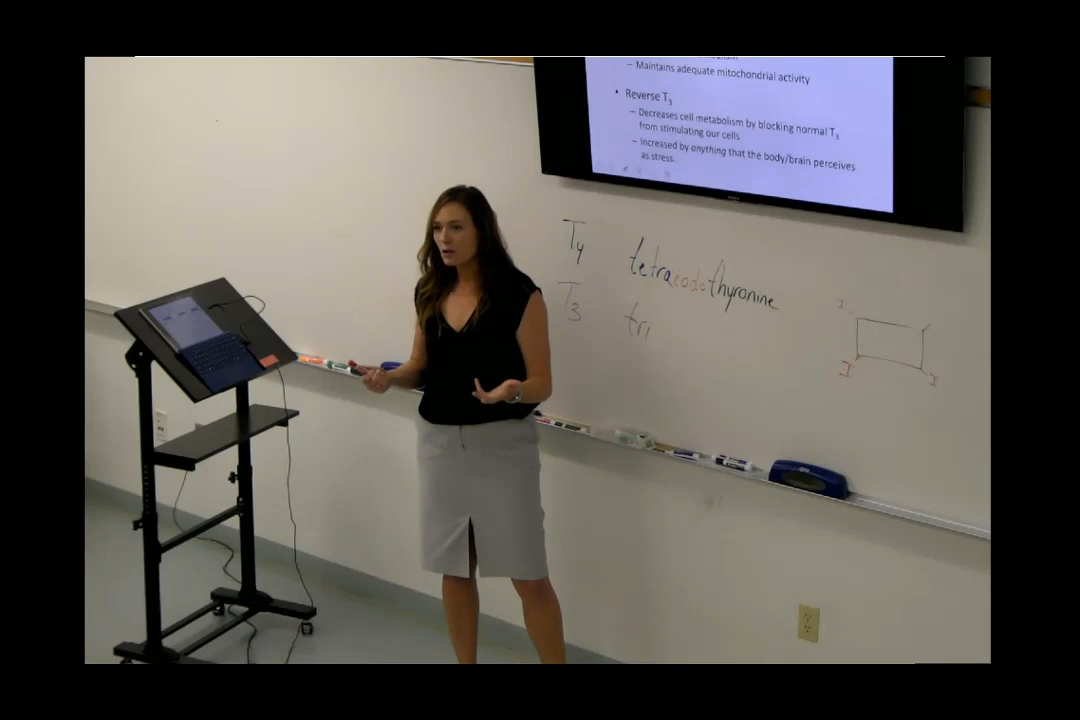 – Maintains adequate mitochondrial activity
• Reverse T3
– Decreases cell metabolism by blocking normal T3
from stimulating our cells
– Increased by anything that the body/brain perceives
as stress.
T4 tetraiodothyronine
T3 tri
I
I I